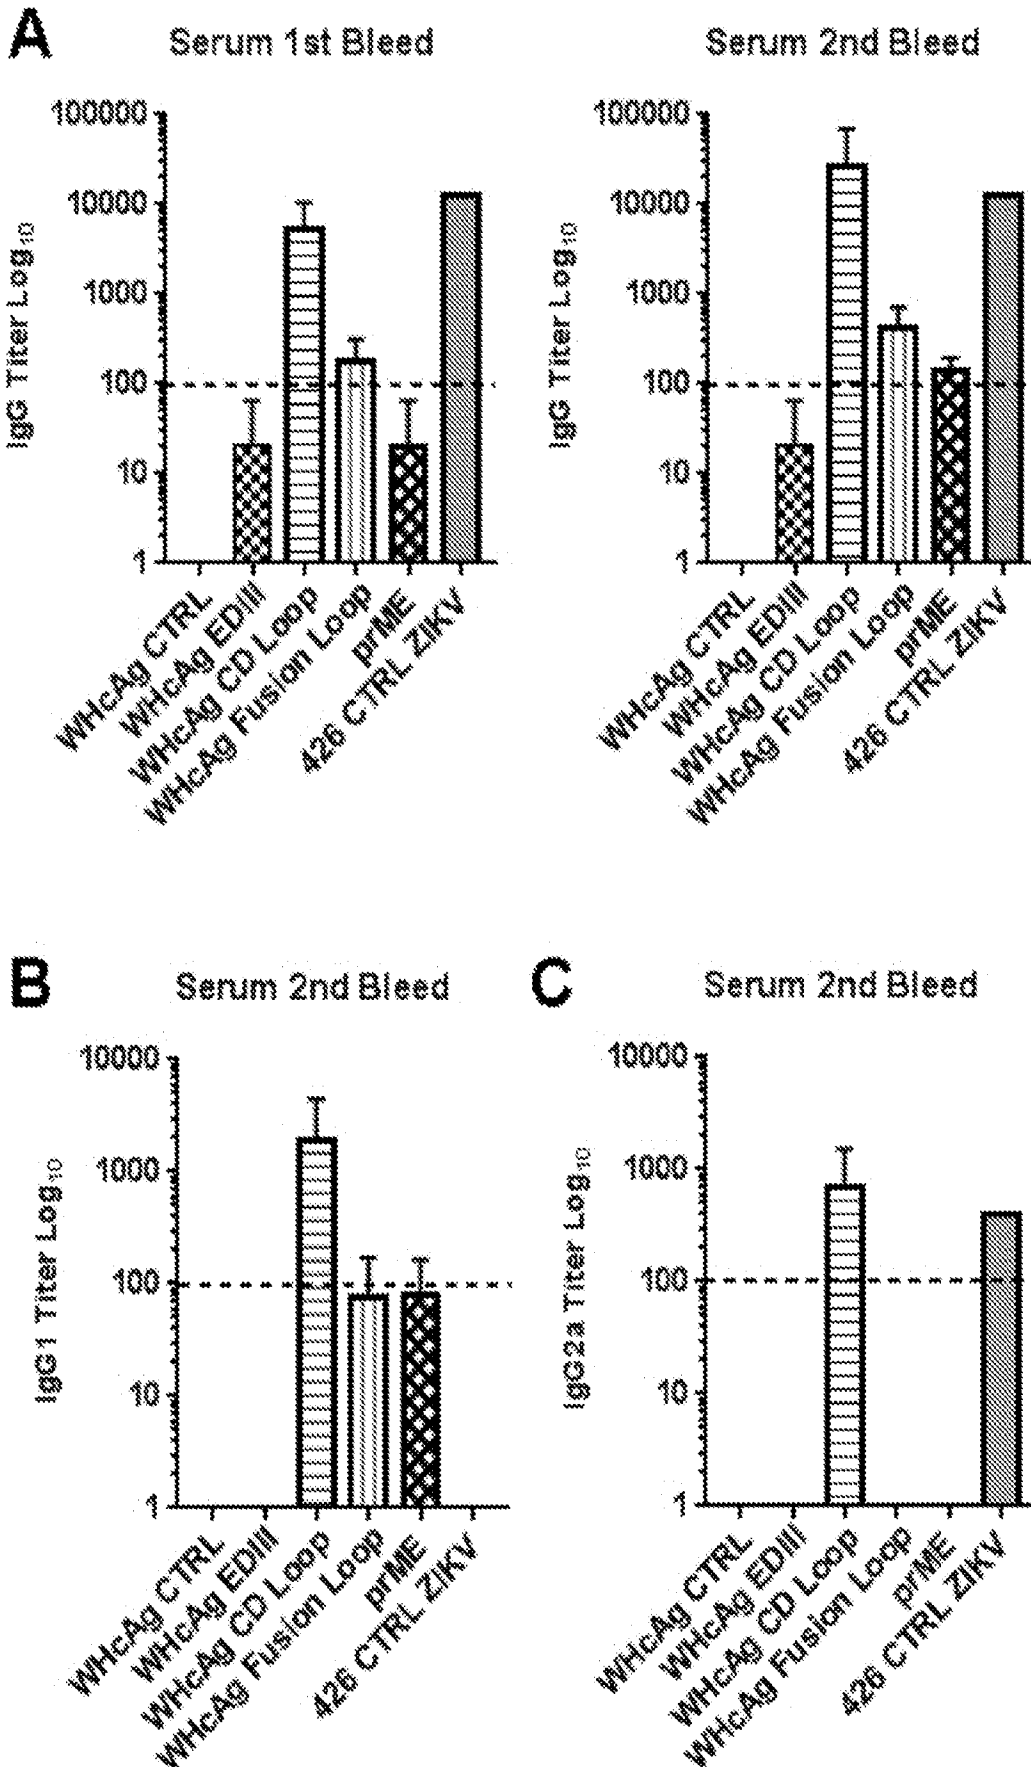 A
Serum 1st Bleed
IgG Titer Log10
100000
10000
1000
100
10
1
WHcAg CTRL
WHcAg EDIII
WHcAg CD Loop
WHcAg Fusion Loop
prME
426 CTRL ZIKV
Serum 2nd Bleed
IgG Titer Log10
100000
10000
1000
100
10
1
WHcAg CTRL
WHcAg EDIII
WHcAg CD Loop
WHcAg Fusion Loop
prME
426 CTRL ZIKV
B
Serum 2nd Bleed
IgG1 Titer Log10
10000
1000
100
10
1
WHcAg CTRL
WHcAg EDIII
WHcAg CD Loop
WHcAg Fusion Loop
prME
426 CTRL ZIKV
C
Serum 2nd Bleed
IgG2a Titer Log10
10000
1000
100
10
1
WHcAg CTRL
WHcAg EDIII
WHcAg CD Loop
WHcAg Fusion Loop
prME
426 CTRL ZIKV